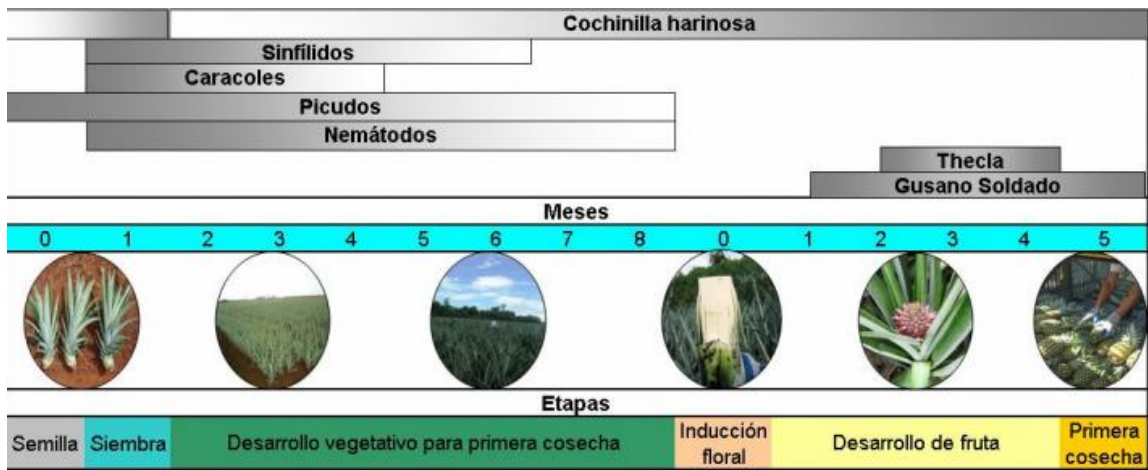 Cochinilla harinosa
Sinfílidos
Caracoles
Picudos
Nemátodos
Thecla
Gusano Soldado
Meses
0 1 2 3 4 5 6 7 8 0 1 2 3 4 5
Etapas
Semilla Siembra Desarrollo vegetativo para primera cosecha Inducción floral Desarrollo de fruta Primera cosecha